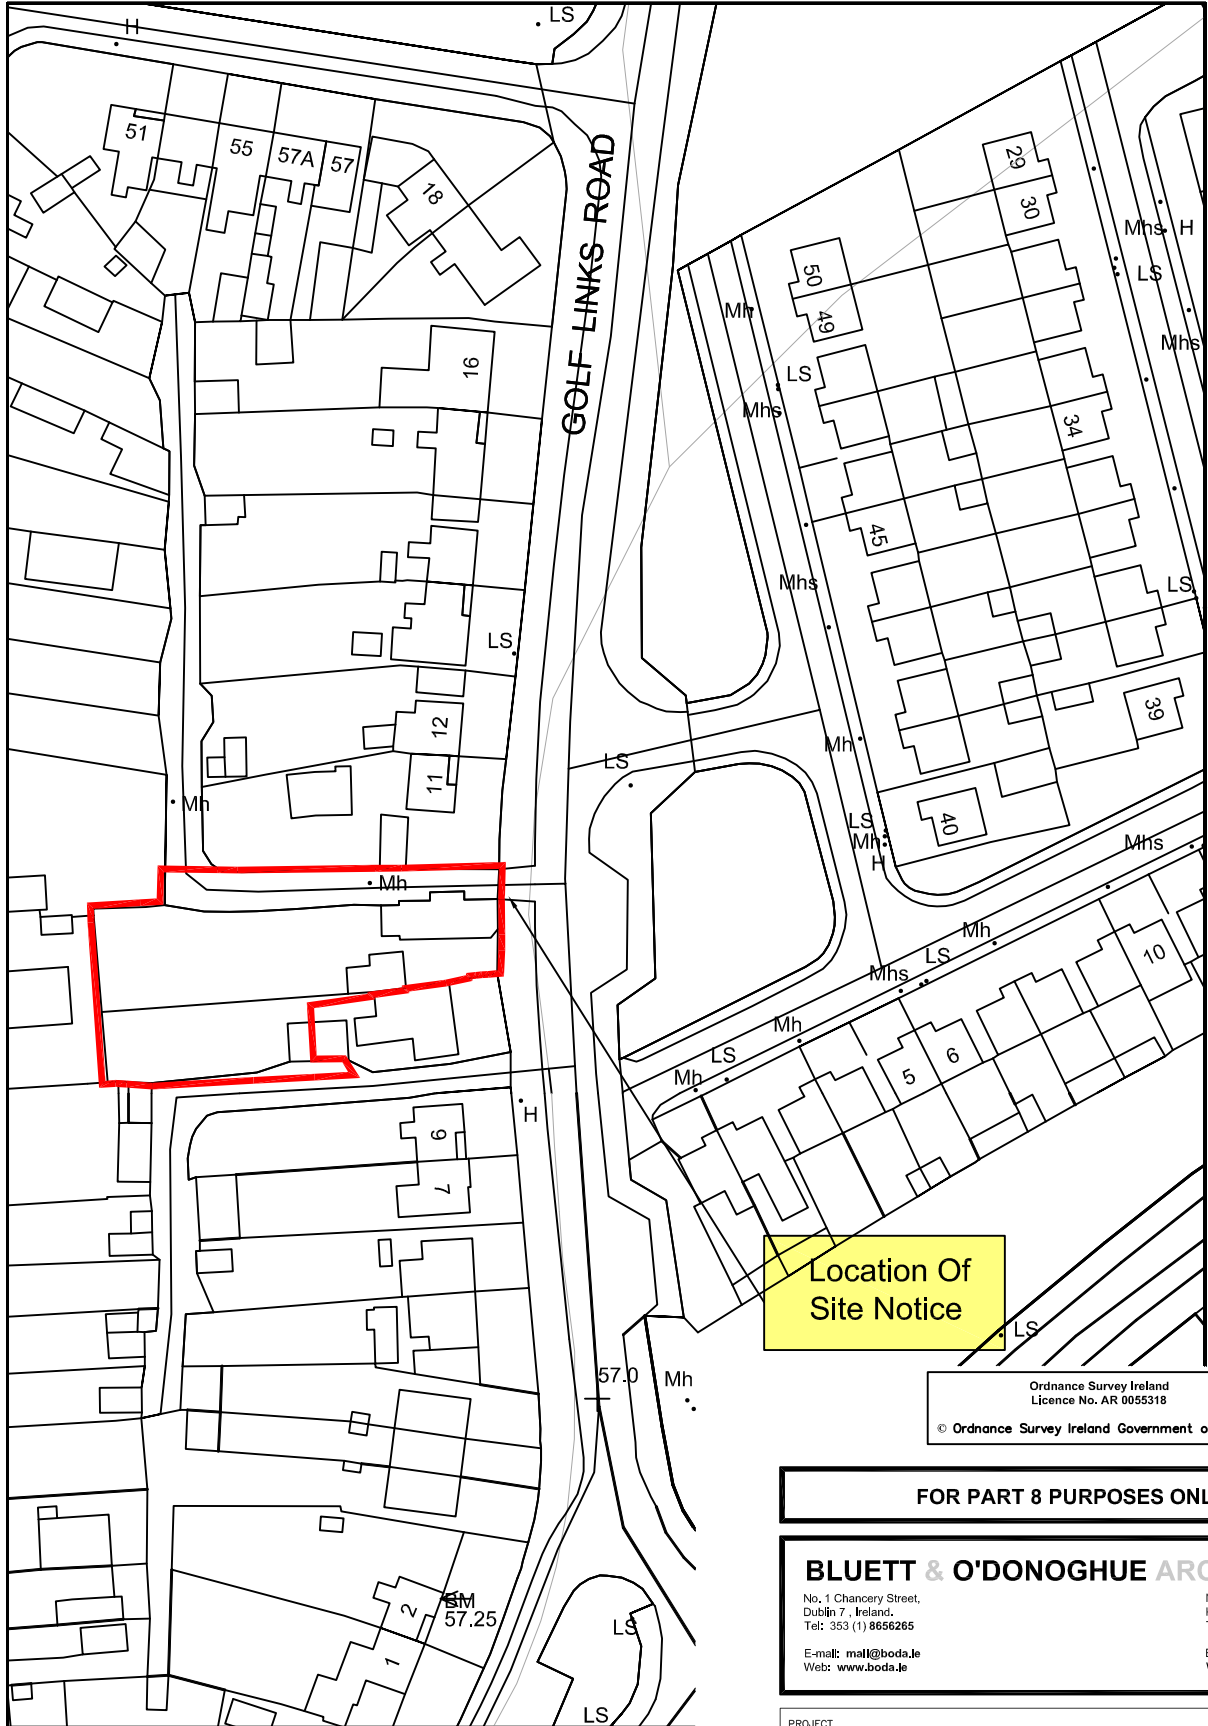 H
LS
51
55
57A
57
18
GOLF LINKS ROAD
29
30
Mhs
H
LS
50
49
Mh
Mhs
16
LS
Mhs
34
45
Mhs
LS
LS
12
39
Mh
LS
11
Mh
40
LS
Mh
H
Mhs
Mh
Mh
LS
10
Mhs
Mh
6
LS
5
Mh
H
9
7
Location Of
Site Notice
LS
57.0
Mh
Ordnance Survey Ireland
Licence No. AR 0055318
© Ordnance Survey Ireland Government o
FOR PART 8 PURPOSES ONL
BLUETT & O'DONOGHUE ARC
No. 1 Chancery Street,
Dublin 7 , Ireland.
Tel: 353 (1) 8656265
E-mail: mail@boda.ie
Web: www.boda.ie
2
BM
57.25
1
LS
LS
PROJECT